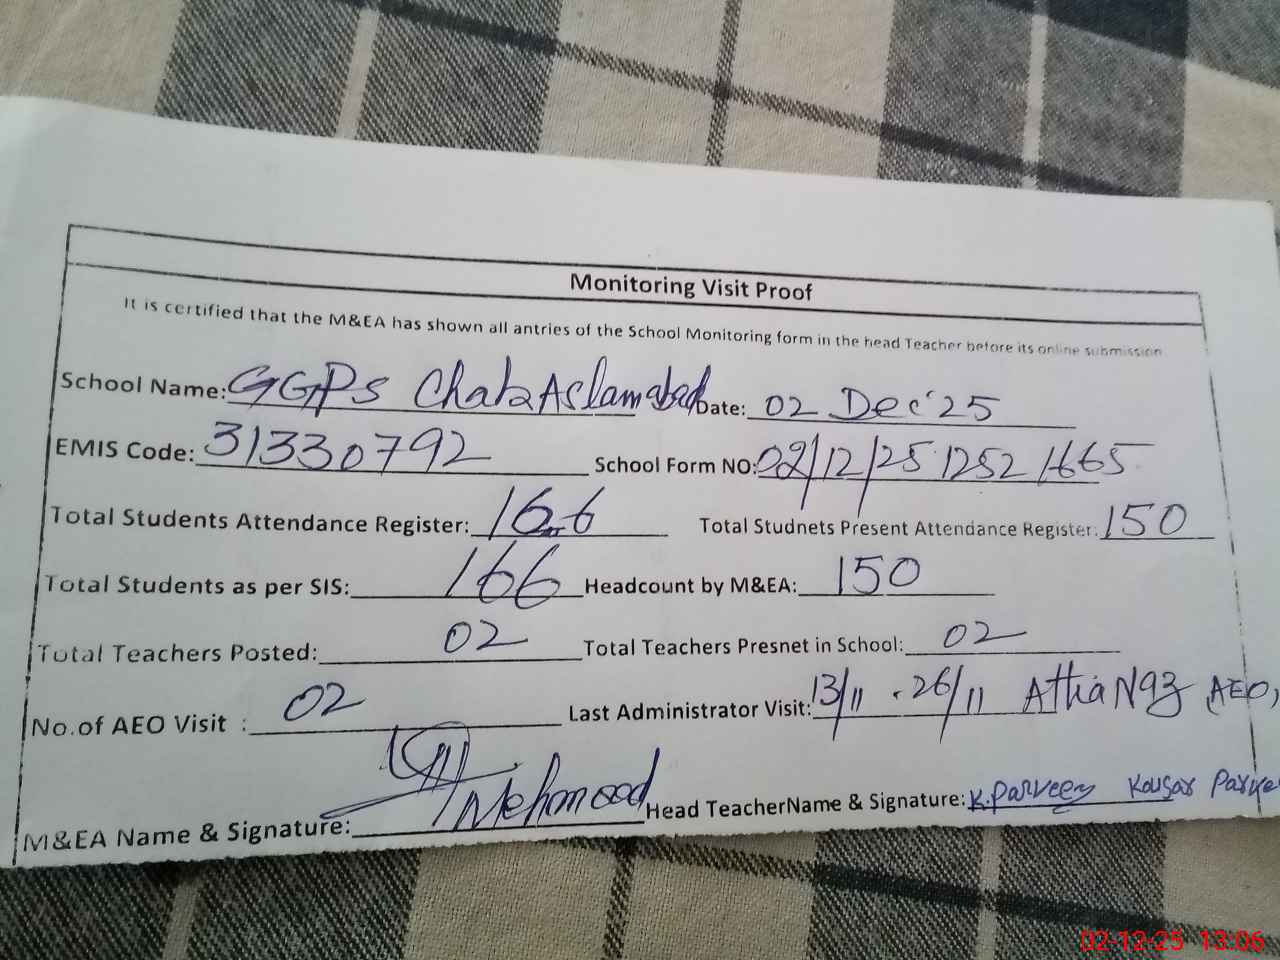 Monitoring Visit Proof
It is certified that the M&EA has shown all antries of the School Monitoring form in the head Teacher before its online submission
School Name: GGPS Chak Aslamabad Date: 02 Dec'25
EMIS Code: 31330792 School Form NO: 02/12/25 1252 1665
Total Students Attendance Register: 166 Total Studnets Present Attendance Register: 150
Total Students as per SIS: 166 Headcount by M&EA: 150
Total Teachers Posted: 02 Total Teachers Presnet in School: 02
No.of AEO Visit : 02 Last Administrator Visit: 13/11 . 26/11 Attia Naz (AEO)
M&EA Name & Signature: Mehmood Head TeacherName & Signature: K.Parveen Kousar
02-12-25 13:06